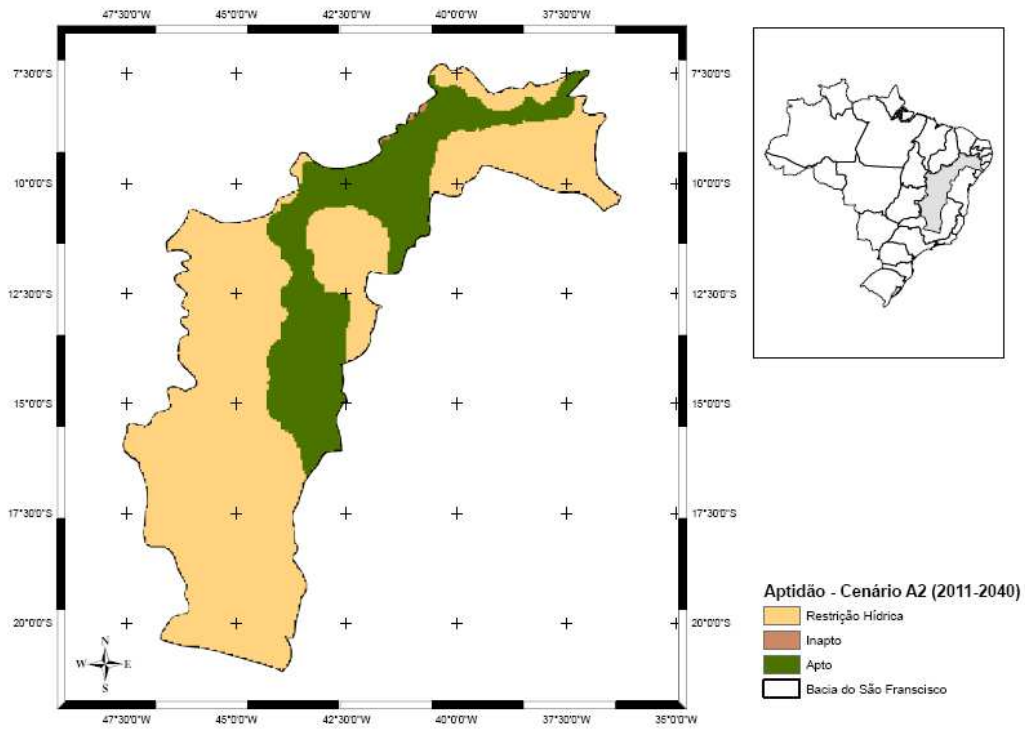 47°30'0"W 45°0'0"W 42°30'0"W 40°0'0"W 37°30'0"W 35°0'0"W
7°30'0"S 7°30'0"S
10°0'0"S 10°0'0"S
12°30'0"S 12°30'0"S
15°0'0"S 15°0'0"S
17°30'0"S 17°30'0"S
20°0'0"S 20°0'0"S
N
W E
S
47°30'0"W 45°0'0"W 42°30'0"W 40°0'0"W 37°30'0"W 35°0'0"W
Aptidão - Cenário A2 (2011-2040)
Restrição Hídrica
Inapto
Apto
Bacia do São Franscisco